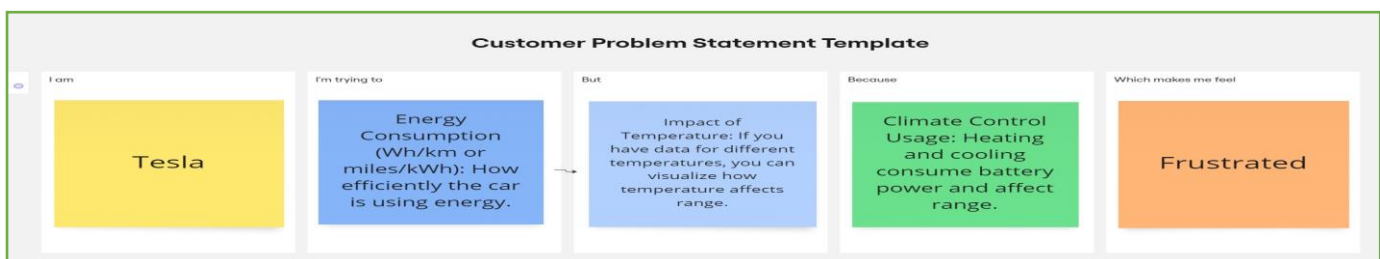 Customer Problem Statement Template
I am
Tesla
I'm trying to
Energy
Consumption
(Wh/km or
miles/kWh): How
efficiently the car
is using energy.
But
Impact of
Temperature: If you
have data for different
temperatures, you can
visualize how
temperature affects
range.
Because
Climate Control
Usage: Heating
and cooling
consume battery
power and affect
range.
Which makes me feel
Frustrated